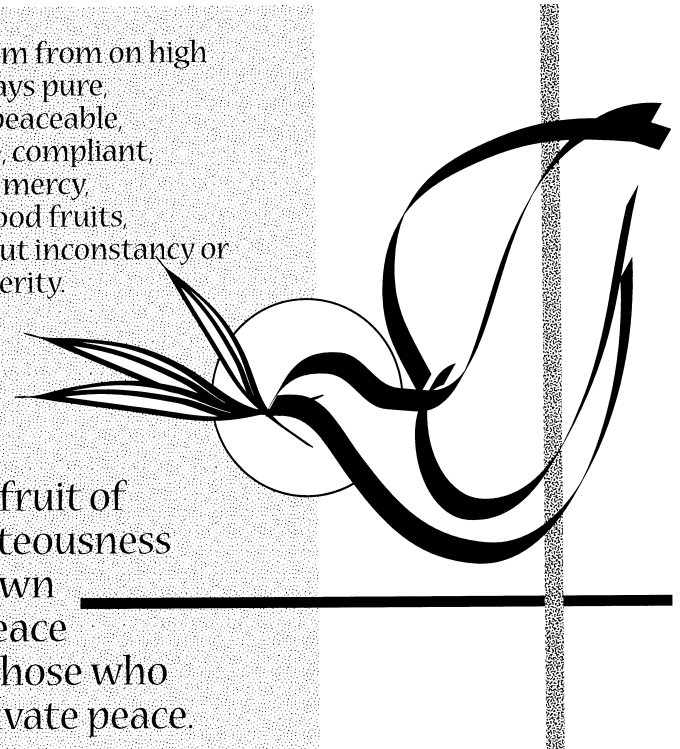 m from on high
ays pure,
peaceable,
, compliant,
mercy,
ood fruits,
ut inconstancy or
erity.
fruit of
teousness
wn
eace
hose who
vate peace.